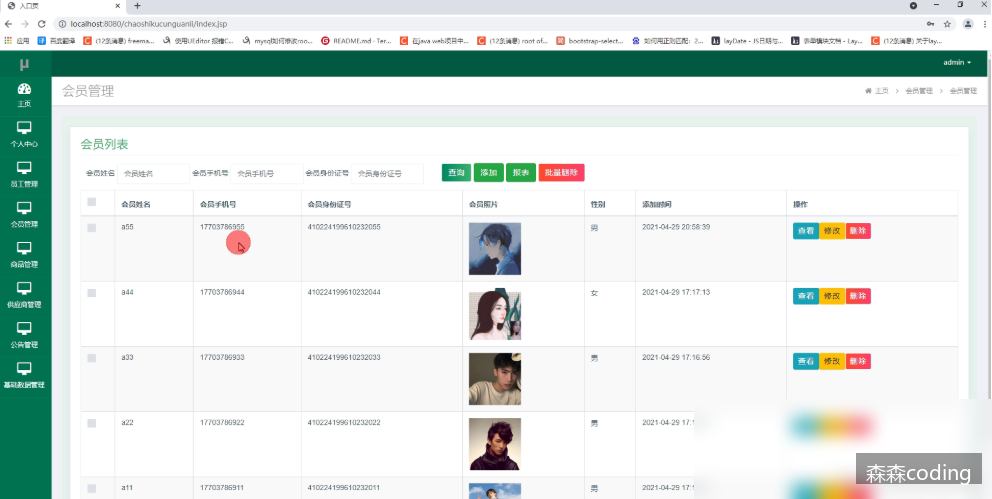 入口页
localhost:8080/chaoshikucunguanli/index.jsp
应用 百度翻译 (12条消息) freema... 使用UEditor 报错C... mysql如何修改roo... README.md · Ter... 在java web项目中... (12条消息) root of... bootstrap-select... 如何用正则匹配：2... layDate - JS日期与... 表单模块文档 - Lay... (12条消息) 关于lay...
μ
admin
主页
个人中心
员工管理
会员管理
商品管理
供应商管理
公告管理
基础数据管理
会员管理
主页 > 会员管理 > 会员管理
会员列表
会员姓名 会员姓名 会员手机号 会员手机号 会员身份证号 会员身份证号 查询 添加 报表 批量删除
会员姓名 会员手机号 会员身份证号 会员照片 性别 添加时间 操作
a55 17703786955 410224199610232055 男 2021-04-29 20:58:39 查看 修改 删除
a44 17703786944 410224199610232044 女 2021-04-29 17:17:13 查看 修改 删除
a33 17703786933 410224199610232033 男 2021-04-29 17:16:56 查看 修改 删除
a22 17703786922 410224199610232022 男 2021-04-29 17:1
a11 17703786911 410224199610232011 男 2021-04-29 17:1
森森coding